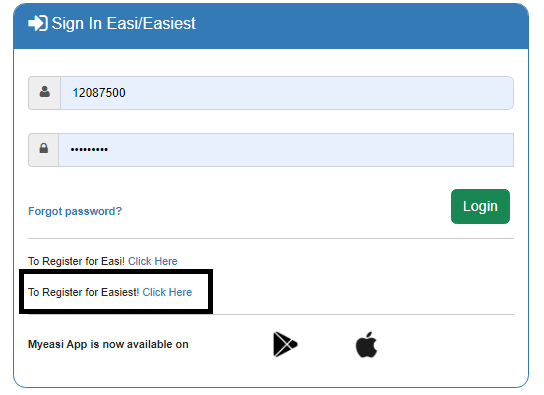 Sign In Easi/Easiest
12087500
•••••••••
Forgot password?
Login
To Register for Easi! Click Here
To Register for Easiest! Click Here
Myeasi App is now available on